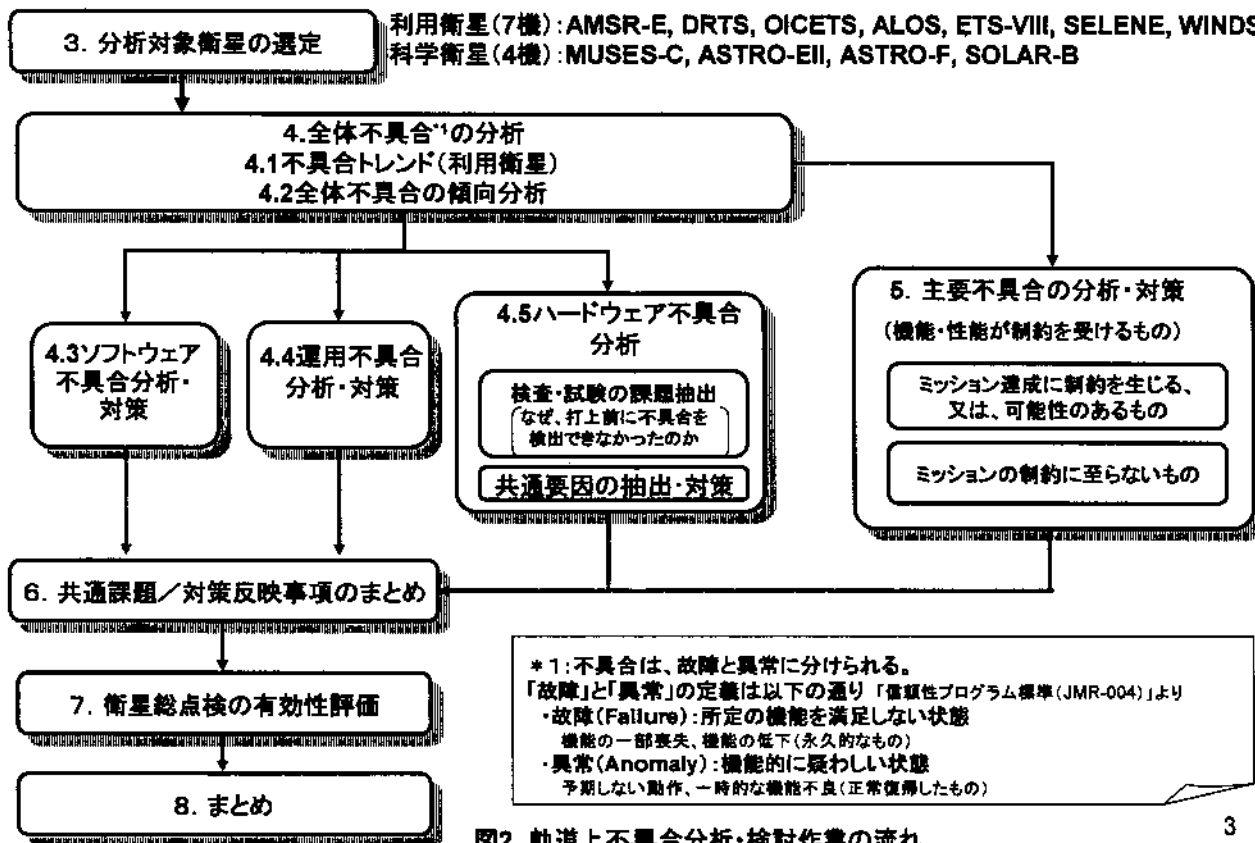 3. 分析対象衛星の選定
利用衛星(7機):AMSR-E, DRTS, OICETS, ALOS, ETS-VIII, SELENE, WINDS
科学衛星(4機):MUSES-C, ASTRO-EII, ASTRO-F, SOLAR-B
4.全体不具合*1の分析
4.1不具合トレンド(利用衛星)
4.2全体不具合の傾向分析
4.3ソフトウェア
不具合分析・
対策
4.4運用不具合
分析・対策
4.5ハードウェア不具合
分析
検査・試験の課題抽出
なぜ、打上前に不具合を
検出できなかったのか
共通要因の抽出・対策
5. 主要不具合の分析・対策
(機能・性能が制約を受けるもの)
ミッション達成に制約を生じる、
又は、可能性のあるもの
ミッションの制約に至らないもの
6. 共通課題/対策反映事項のまとめ
7. 衛星総点検の有効性評価
8. まとめ
*1:不具合は、故障と異常に分けられる。
「故障」と「異常」の定義は以下の通り 「信頼性プログラム標準(JMR-004)」より
・故障(Failure):所定の機能を満足しない状態
機能の一部喪失、機能の低下(永久的なもの)
・異常(Anomaly):機能的に疑わしい状態
予期しない動作、一時的な機能不良(正常復帰したもの)
図2 軌道上不具合分析・検討作業の流れ
3